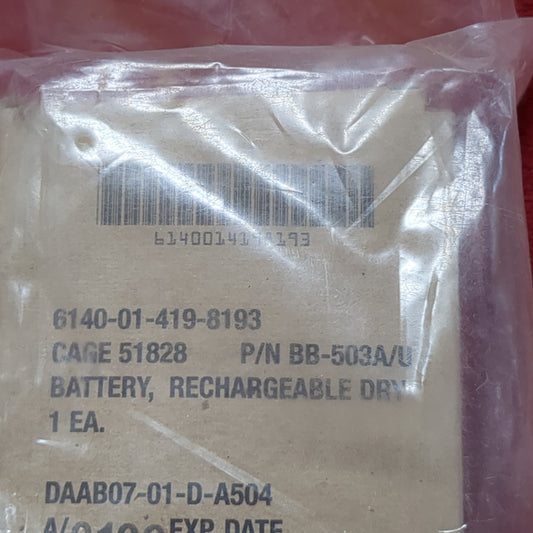 6140014198193
6140-01-419-8193
CAGE 51828 P/N BB-503A/U
BATTERY, RECHARGEABLE DRY
1 EA.
DAAB07-01-D-A504
A/ EXP. DATE